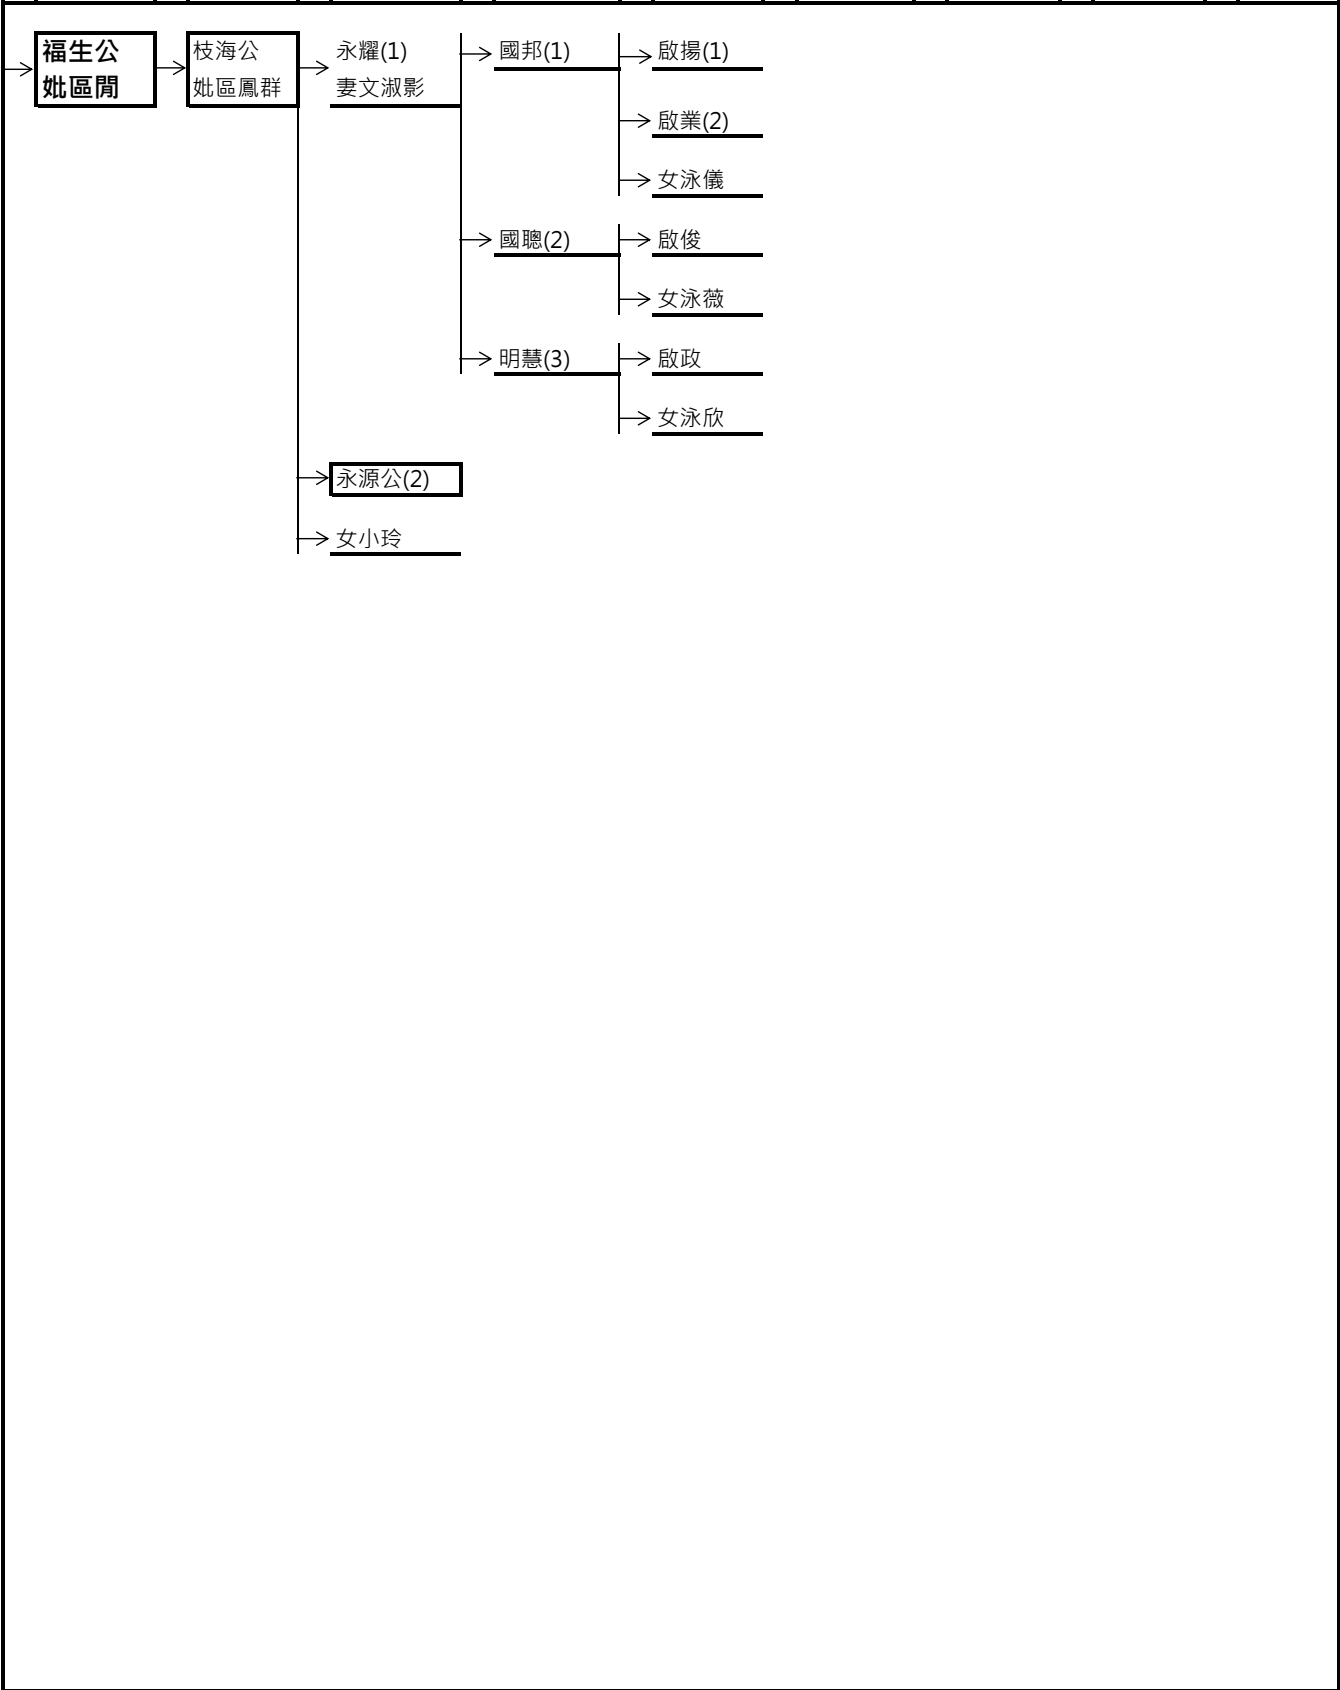 福生公
妣區閒
枝海公
妣區鳳群
永耀(1)
妻文淑影
國邦(1)
啟揚(1)
啟業(2)
女泳儀
國聰(2)
啟俊
女泳薇
明慧(3)
啟政
女泳欣
永源公(2)
女小玲